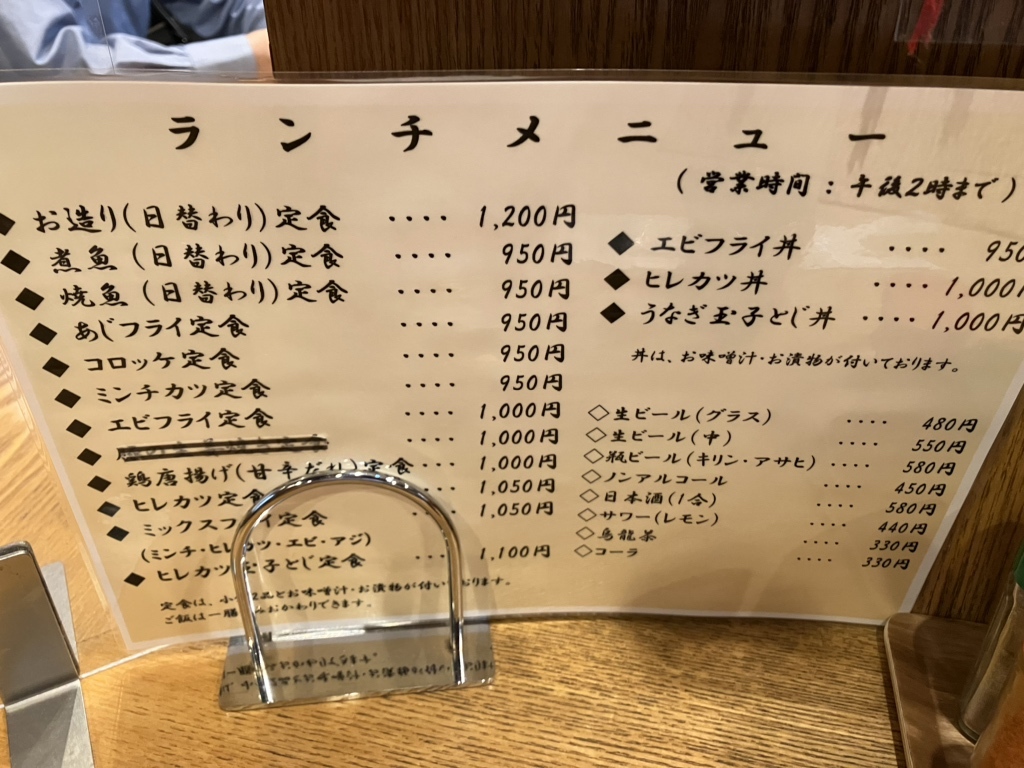 ランチメニュー
(営業時間:午後2時まで)
◆お造り(日替わり)定食 ････ 1,200円
◆煮魚(日替わり)定食 ････ 950円
◆焼魚(日替わり)定食 ････ 950円
◆あじフライ定食 ････ 950円
◆コロッケ定食 ････ 950円
◆ミンチカツ定食 ････ 950円
◆エビフライ定食 ････ 1,000円
◆ ････ 1,000円
◆鶏唐揚げ(甘辛だれ)定食 ････ 1,000円
◆ヒレカツ定食 ････ 1,050円
◆ミックスフライ定食 ････ 1,050円
(ミンチ・ヒレカツ・エビ・アジ)
◆ヒレカツ玉子とじ定食 ････ 1,100円
定食は、小鉢2品とお味噌汁・お漬物が付いております。
ご飯は一膳 おかわりできます。
◆エビフライ丼 ････ 950
◆ヒレカツ丼 ････ 1,000円
◆うなぎ玉子とじ丼 ････ 1,000円
丼は、お味噌汁・お漬物が付いております。
◇生ビール(グラス) ････ 480円
◇生ビール(中) ････ 550円
◇瓶ビール(キリン・アサヒ) ････ 580円
◇ノンアルコール ････ 450円
◇日本酒(1合) ････ 580円
◇サワー(レモン) ････ 440円
◇烏龍茶 ････ 330円
◇コーラ ････ 330円